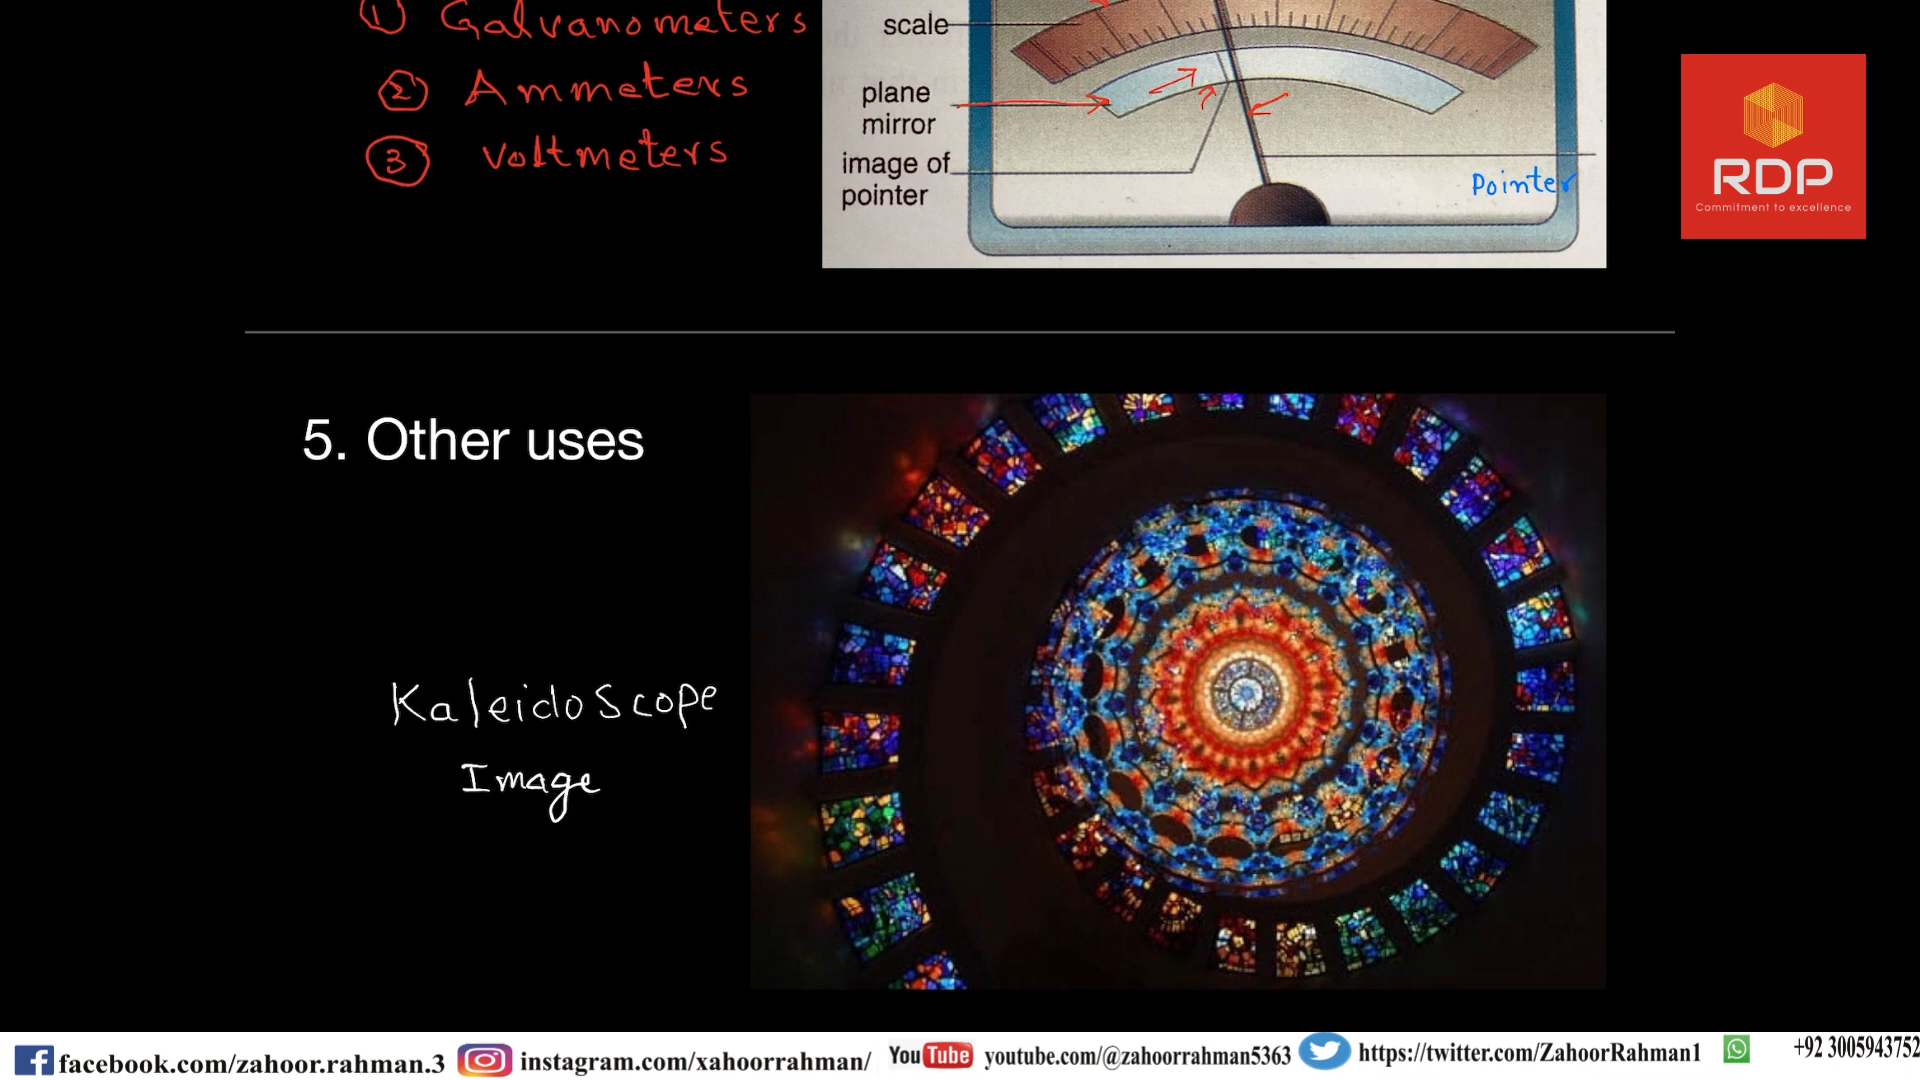 ① Galvanometers
② Ammeters
③ Voltmeters
scale
plane
mirror
image of
pointer
Pointer
RDP
Commitment to excellence
5. Other uses
Kaleidoscope
Image
facebook.com/zahoor.rahman.3
instagram.com/xahoorrahman/
YouTube youtube.com/@zahoorrahman5363
https://twitter.com/ZahoorRahman1
+92 3005943752